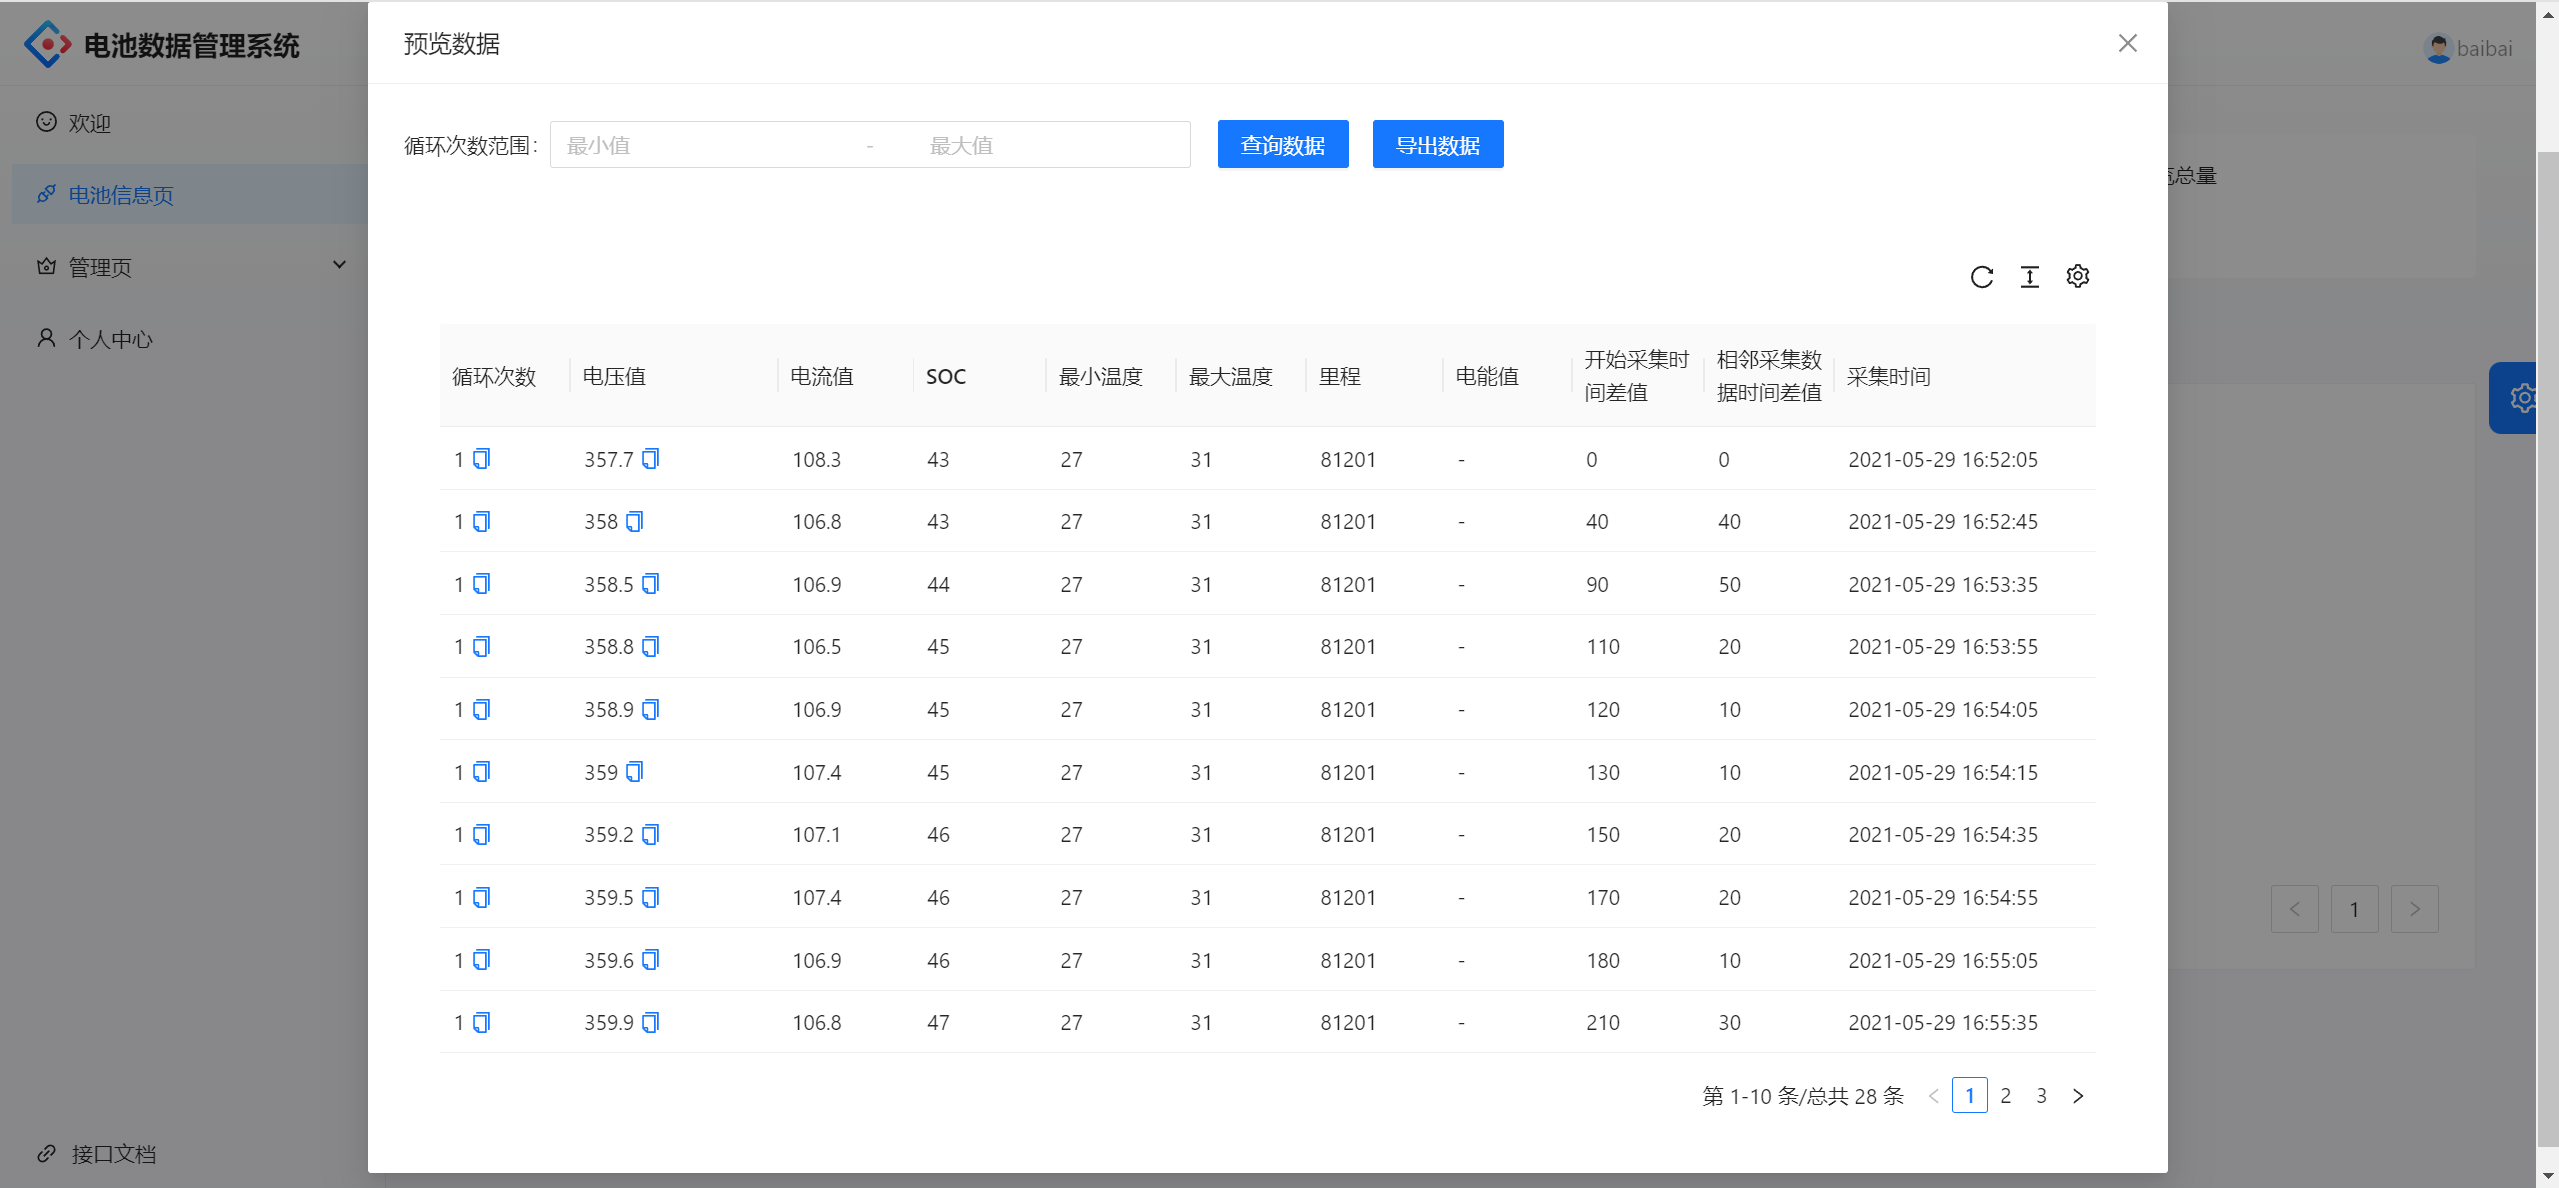 电池数据管理系统
baibai
欢迎
电池信息页
管理页
个人中心
接口文档
预览数据
循环次数范围: 最小值 - 最大值 查询数据 导出数据
总量
循环次数 电压值 电流值 SOC 最小温度 最大温度 里程 电能值 开始采集时间差值 相邻采集数据时间差值 采集时间
1 357.7 108.3 43 27 31 81201 - 0 0 2021-05-29 16:52:05
1 358 106.8 43 27 31 81201 - 40 40 2021-05-29 16:52:45
1 358.5 106.9 44 27 31 81201 - 90 50 2021-05-29 16:53:35
1 358.8 106.5 45 27 31 81201 - 110 20 2021-05-29 16:53:55
1 358.9 106.9 45 27 31 81201 - 120 10 2021-05-29 16:54:05
1 359 107.4 45 27 31 81201 - 130 10 2021-05-29 16:54:15
1 359.2 107.1 46 27 31 81201 - 150 20 2021-05-29 16:54:35
1 359.5 107.4 46 27 31 81201 - 170 20 2021-05-29 16:54:55
1 359.6 106.9 46 27 31 81201 - 180 10 2021-05-29 16:55:05
1 359.9 106.8 47 27 31 81201 - 210 30 2021-05-29 16:55:35
第 1-10 条/总共 28 条 < 1 2 3 >
< 1 >